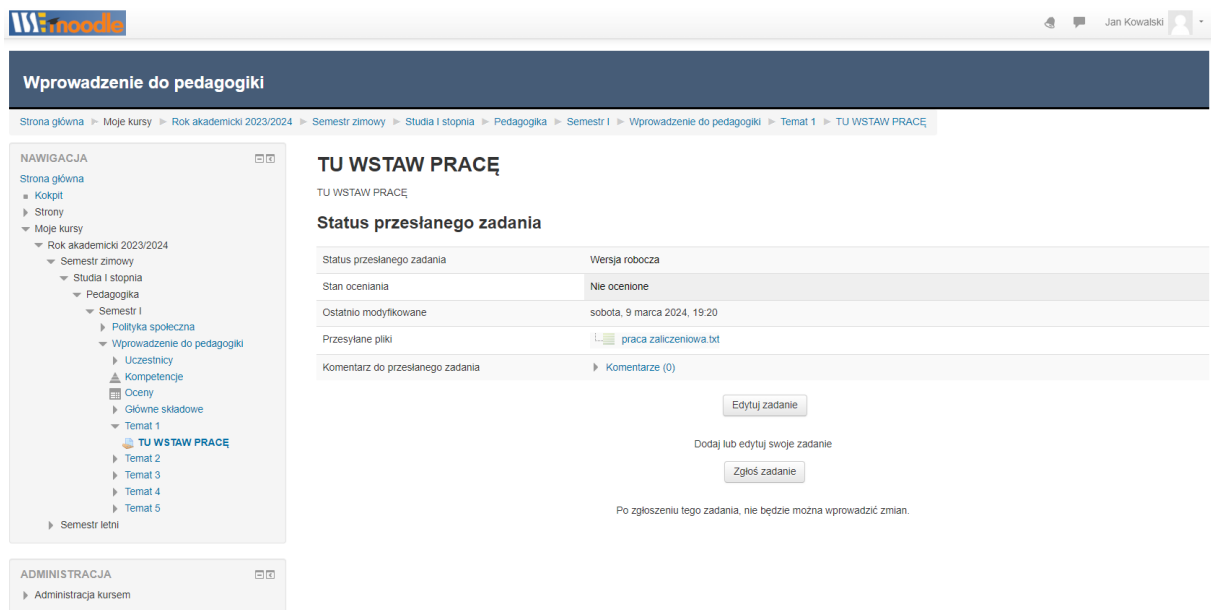 WSEmoodle
Jan Kowalski
Wprowadzenie do pedagogiki
Strona główna Moje kursy Rok akademicki 2023/2024 Semestr zimowy Studia I stopnia Pedagogika Semestr I Wprowadzenie do pedagogiki Temat 1 TU WSTAW PRACĘ
NAWIGACJA
Strona główna
Kokpit
Strony
Moje kursy
Rok akademicki 2023/2024
Semestr zimowy
Studia I stopnia
Pedagogika
Semestr I
Polityka społeczna
Wprowadzenie do pedagogiki
Uczestnicy
Kompetencje
Oceny
Główne składowe
Temat 1
TU WSTAW PRACĘ
Temat 2
Temat 3
Temat 4
Temat 5
Semestr letni
ADMINISTRACJA
Administracja kursem
TU WSTAW PRACĘ
TU WSTAW PRACĘ
Status przesłanego zadania
Status przesłanego zadania Wersja robocza
Stan oceniania Nie ocenione
Ostatnio modyfikowane sobota, 9 marca 2024, 19:20
Przesyłane pliki praca zaliczeniowa.txt
Komentarz do przesłanego zadania Komentarze (0)
Edytuj zadanie
Dodaj lub edytuj swoje zadanie
Zgłoś zadanie
Po zgłoszeniu tego zadania, nie będzie można wprowadzić zmian.